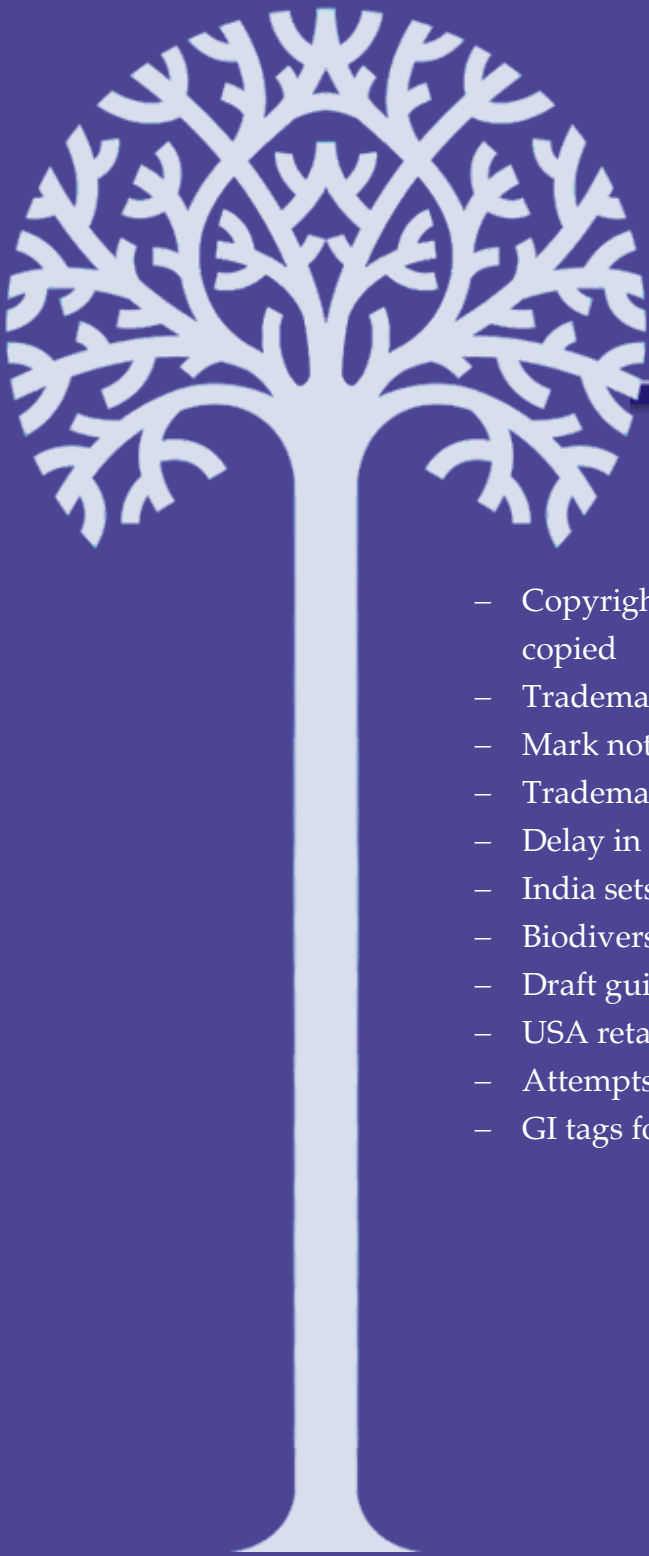 – Copyrigh
copied
– Tradema
– Mark not
– Tradema
– Delay in
– India sets
– Biodivers
– Draft gui
– USA reta
– Attempts
– GI tags fo